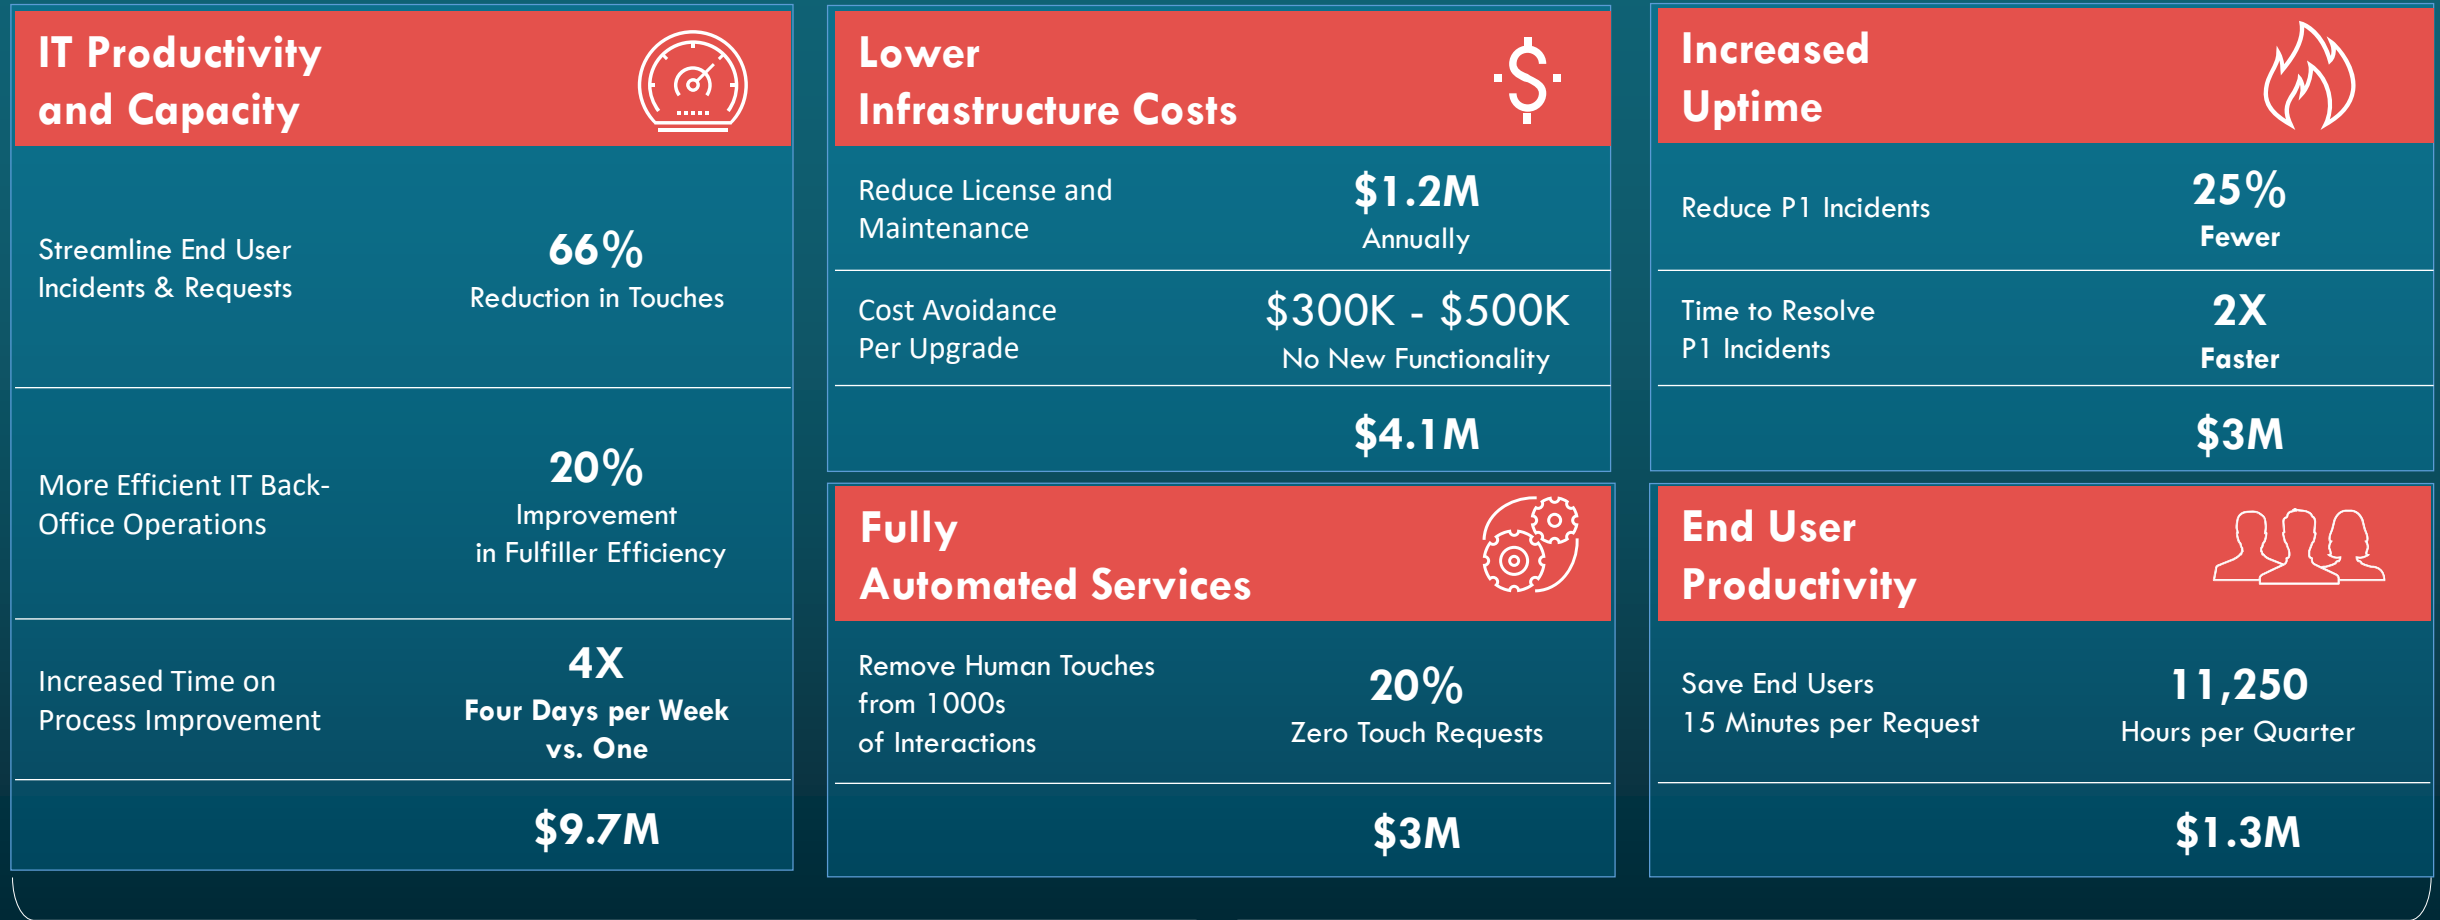 IT Productivity
and Capacity
Streamline End User
Incidents & Requests
66%
Reduction in Touches
More Efficient IT Back-
Office Operations
20%
Improvement
in Fulfiller Efficiency
Increased Time on
Process Improvement
4X
Four Days per Week
vs. One
$9.7M
Lower
Infrastructure Costs
Reduce License and
Maintenance
$1.2M
Annually
Cost Avoidance
Per Upgrade
$300K - $500K
No New Functionality
$4.1M
Fully
Automated Services
Remove Human Touches
from 1000s
of Interactions
20%
Zero Touch Requests
$3M
Increased
Uptime
Reduce P1 Incidents
25%
Fewer
Time to Resolve
P1 Incidents
2X
Faster
$3M
End User
Productivity
Save End Users
15 Minutes per Request
11,250
Hours per Quarter
$1.3M